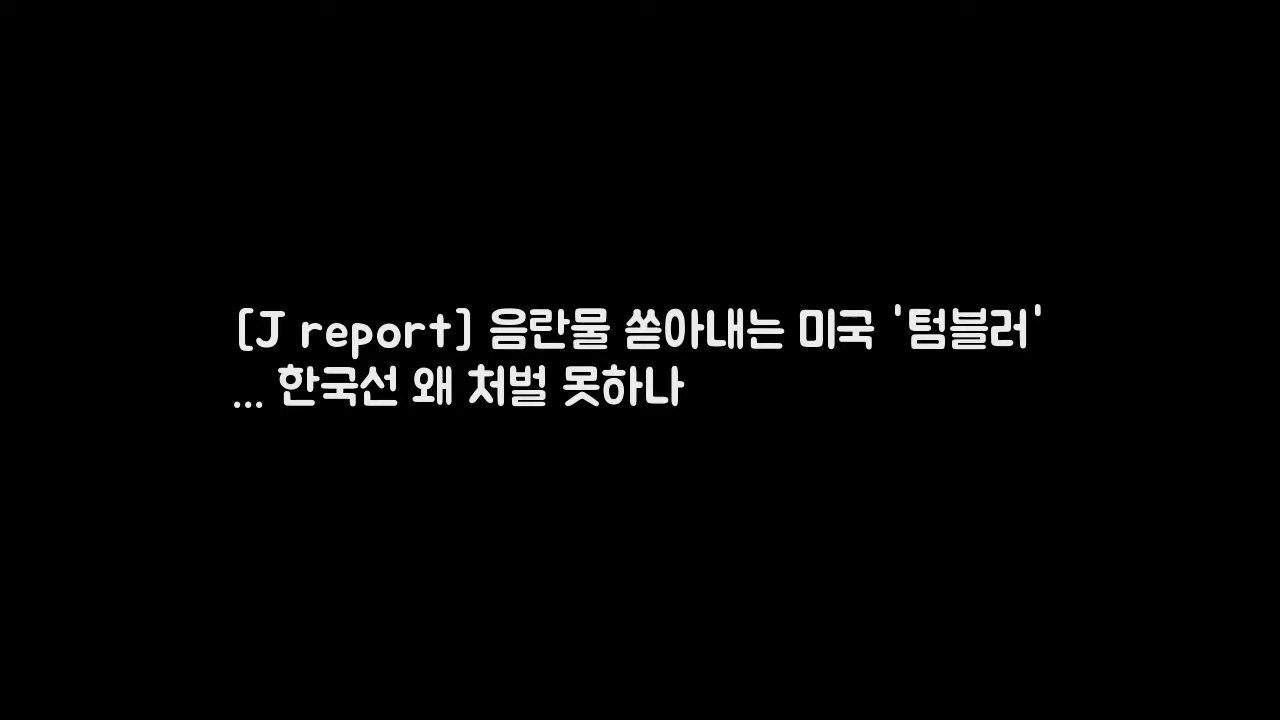 [J report] 음란물 쏟아내는 미국 '텀블러'
... 한국선 왜 처벌 못하나